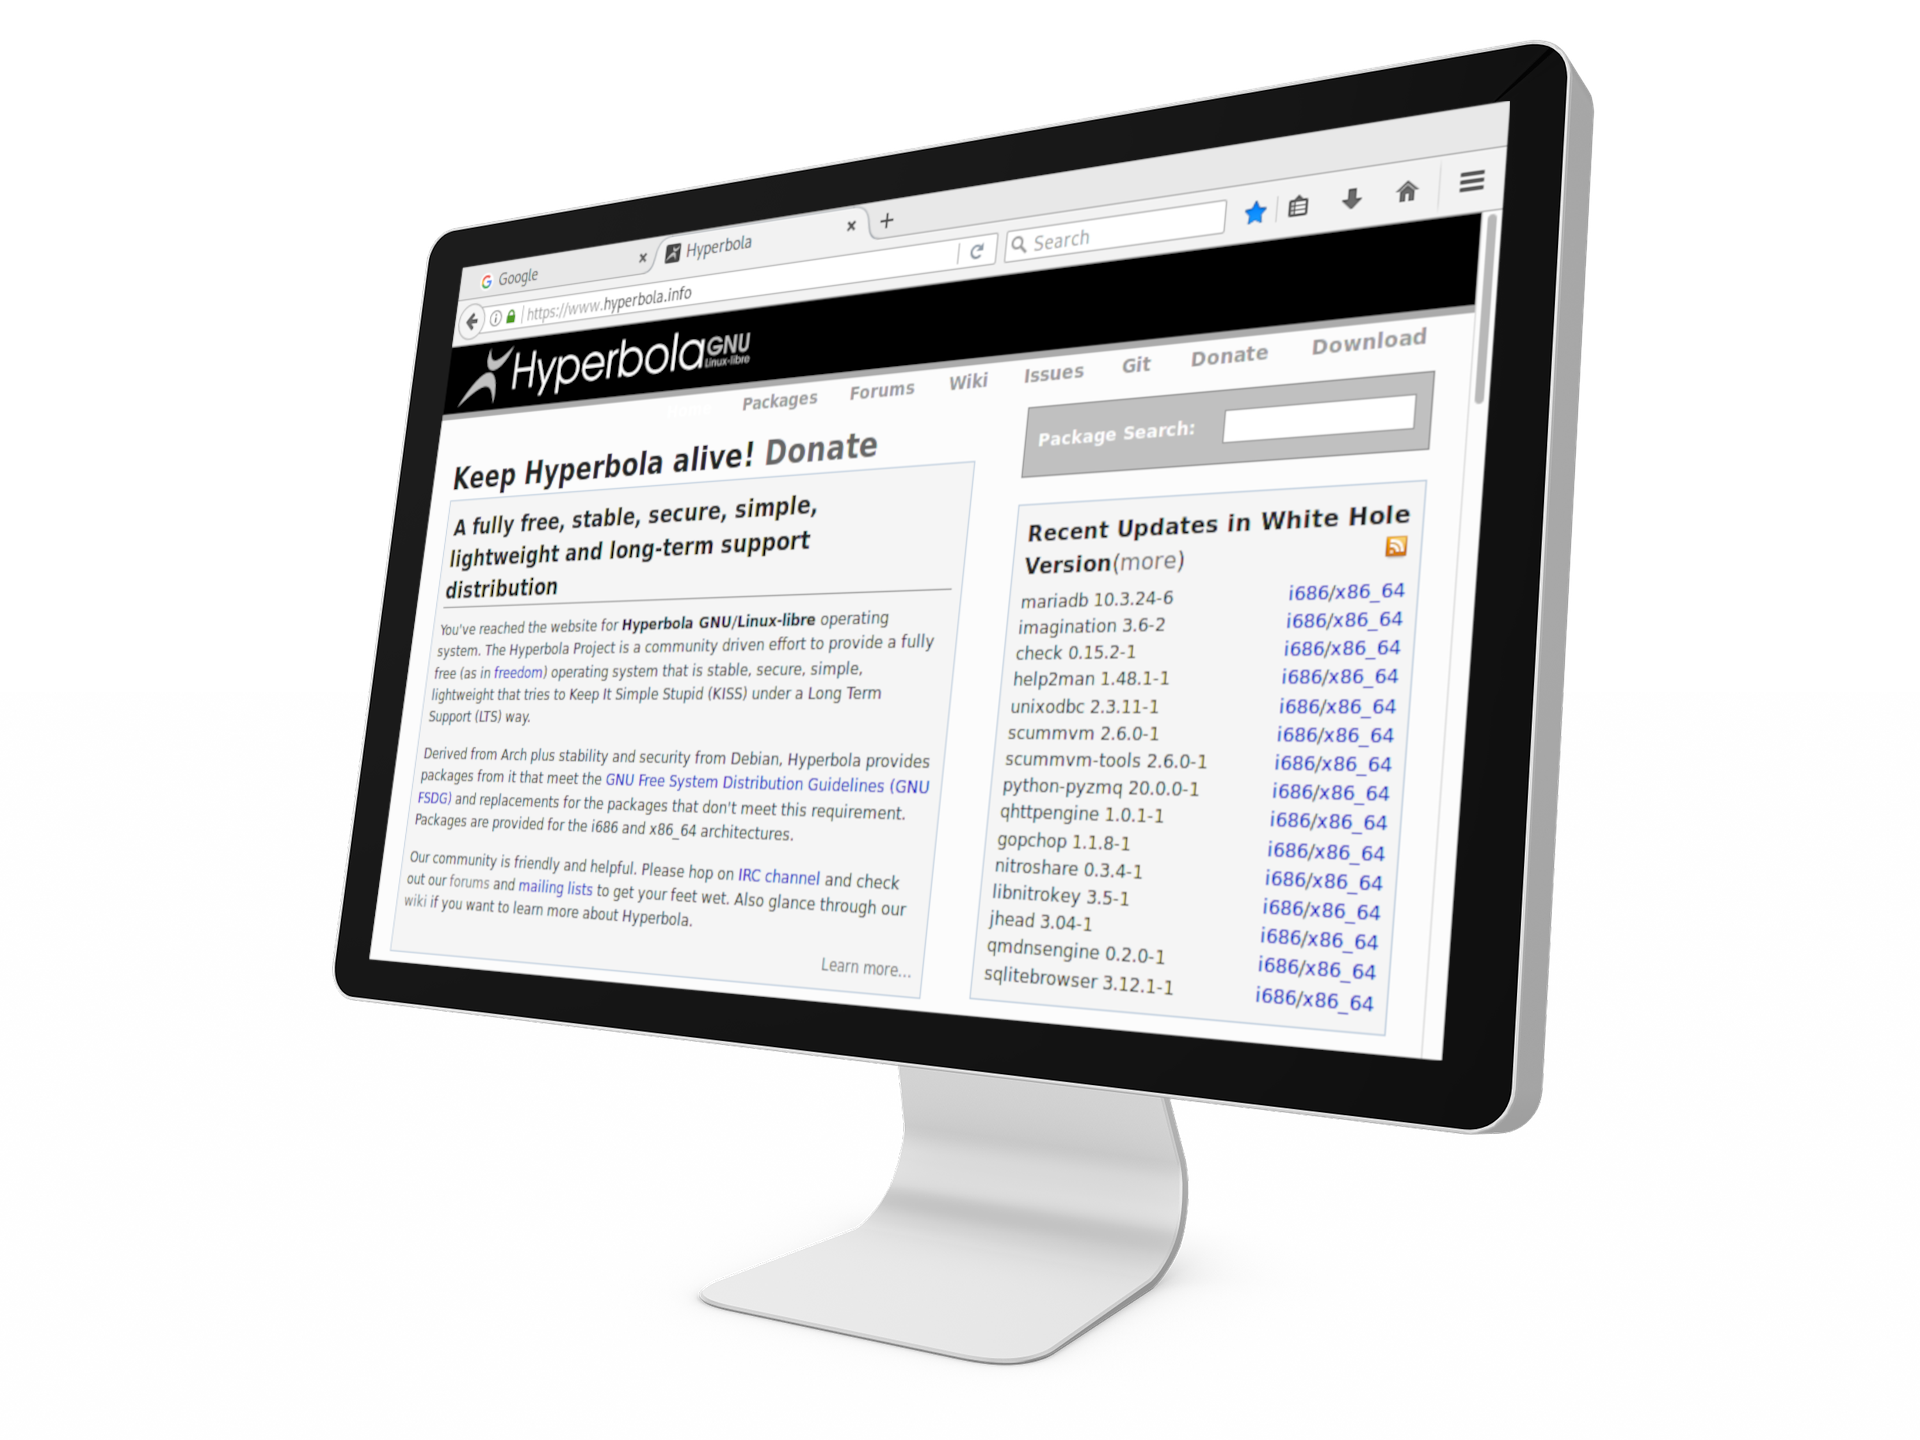 Google
Hyperbola
https://www.hyperbola.info
Search
Hyperbola GNU
Linux-libre
Home Packages Forums Wiki Issues Git Donate Download
Keep Hyperbola alive! Donate
Package Search:
A fully free, stable, secure, simple,
lightweight and long-term support
distribution
You've reached the website for Hyperbola GNU/Linux-libre operating
system. The Hyperbola Project is a community driven effort to provide a fully
free (as in freedom) operating system that is stable, secure, simple,
lightweight that tries to Keep It Simple Stupid (KISS) under a Long Term
Support (LTS) way.
Derived from Arch plus stability and security from Debian, Hyperbola provides
packages from it that meet the GNU Free System Distribution Guidelines (GNU
FSDG) and replacements for the packages that don't meet this requirement.
Packages are provided for the i686 and x86_64 architectures.
Our community is friendly and helpful. Please hop on IRC channel and check
out our forums and mailing lists to get your feet wet. Also glance through our
wiki if you want to learn more about Hyperbola.
Learn more...
Recent Updates in White Hole
Version(more)
mariadb 10.3.24-6 i686/x86_64
imagination 3.6-2 i686/x86_64
check 0.15.2-1 i686/x86_64
help2man 1.48.1-1 i686/x86_64
unixodbc 2.3.11-1 i686/x86_64
scummvm 2.6.0-1 i686/x86_64
scummvm-tools 2.6.0-1 i686/x86_64
python-pyzmq 20.0.0-1 i686/x86_64
qhttpengine 1.0.1-1 i686/x86_64
gopchop 1.1.8-1 i686/x86_64
nitroshare 0.3.4-1 i686/x86_64
libnitrokey 3.5-1 i686/x86_64
jhead 3.04-1 i686/x86_64
qmdnsengine 0.2.0-1 i686/x86_64
sqlitebrowser 3.12.1-1 i686/x86_64